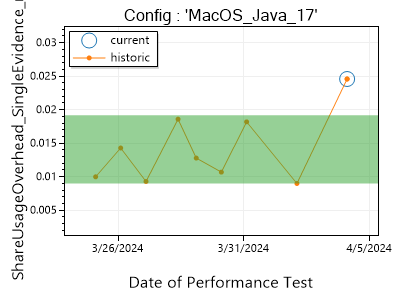 Config : 'MacOS_Java_17'
current
historic
0.03
0.025
0.02
0.015
0.01
0.005
3/26/2024
3/31/2024
4/5/2024
Date of Performance Test
ShareUsageOverhead_SingleEvidence_